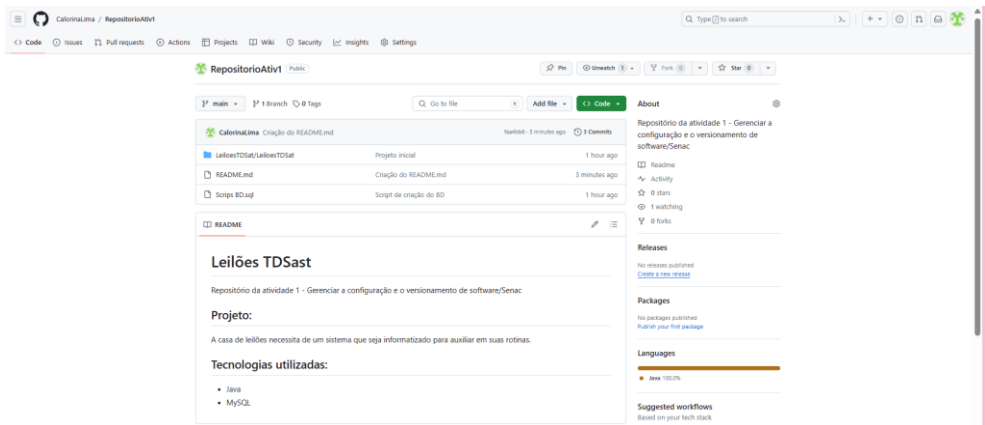 CalorinaLima / RepositorioAtiv1
Type / to search
Code Issues Pull requests Actions Projects Wiki Security Insights Settings
RepositorioAtiv1 Public
Pin Unwatch 1 Fork 0 Star 0
main 1 Branch 0 Tags Go to file Add file Code
CalorinaLima Criação do README.md 3 minutes ago 3 Commits
LeiloesTDSat/LeiloesTDSat Projeto inicial 1 hour ago
README.md Criação do README.md 3 minutes ago
Scrips BD.sql Script de criação do BD 1 hour ago
README
Leilões TDSast
Repositório da atividade 1 - Gerenciar a configuração e o versionamento de software/Senac
Projeto:
A casa de leilões necessita de um sistema que seja informatizado para auxiliar em suas rotinas.
Tecnologias utilizadas:
Java
MySQL
About
Repositório da atividade 1 - Gerenciar a
configuração e o versionamento de
software/Senac
Readme
Activity
0 stars
1 watching
0 forks
Releases
No releases published
Create a new release
Packages
No packages published
Publish your first package
Languages
Java 100.0%
Suggested workflows
Based on your tech stack